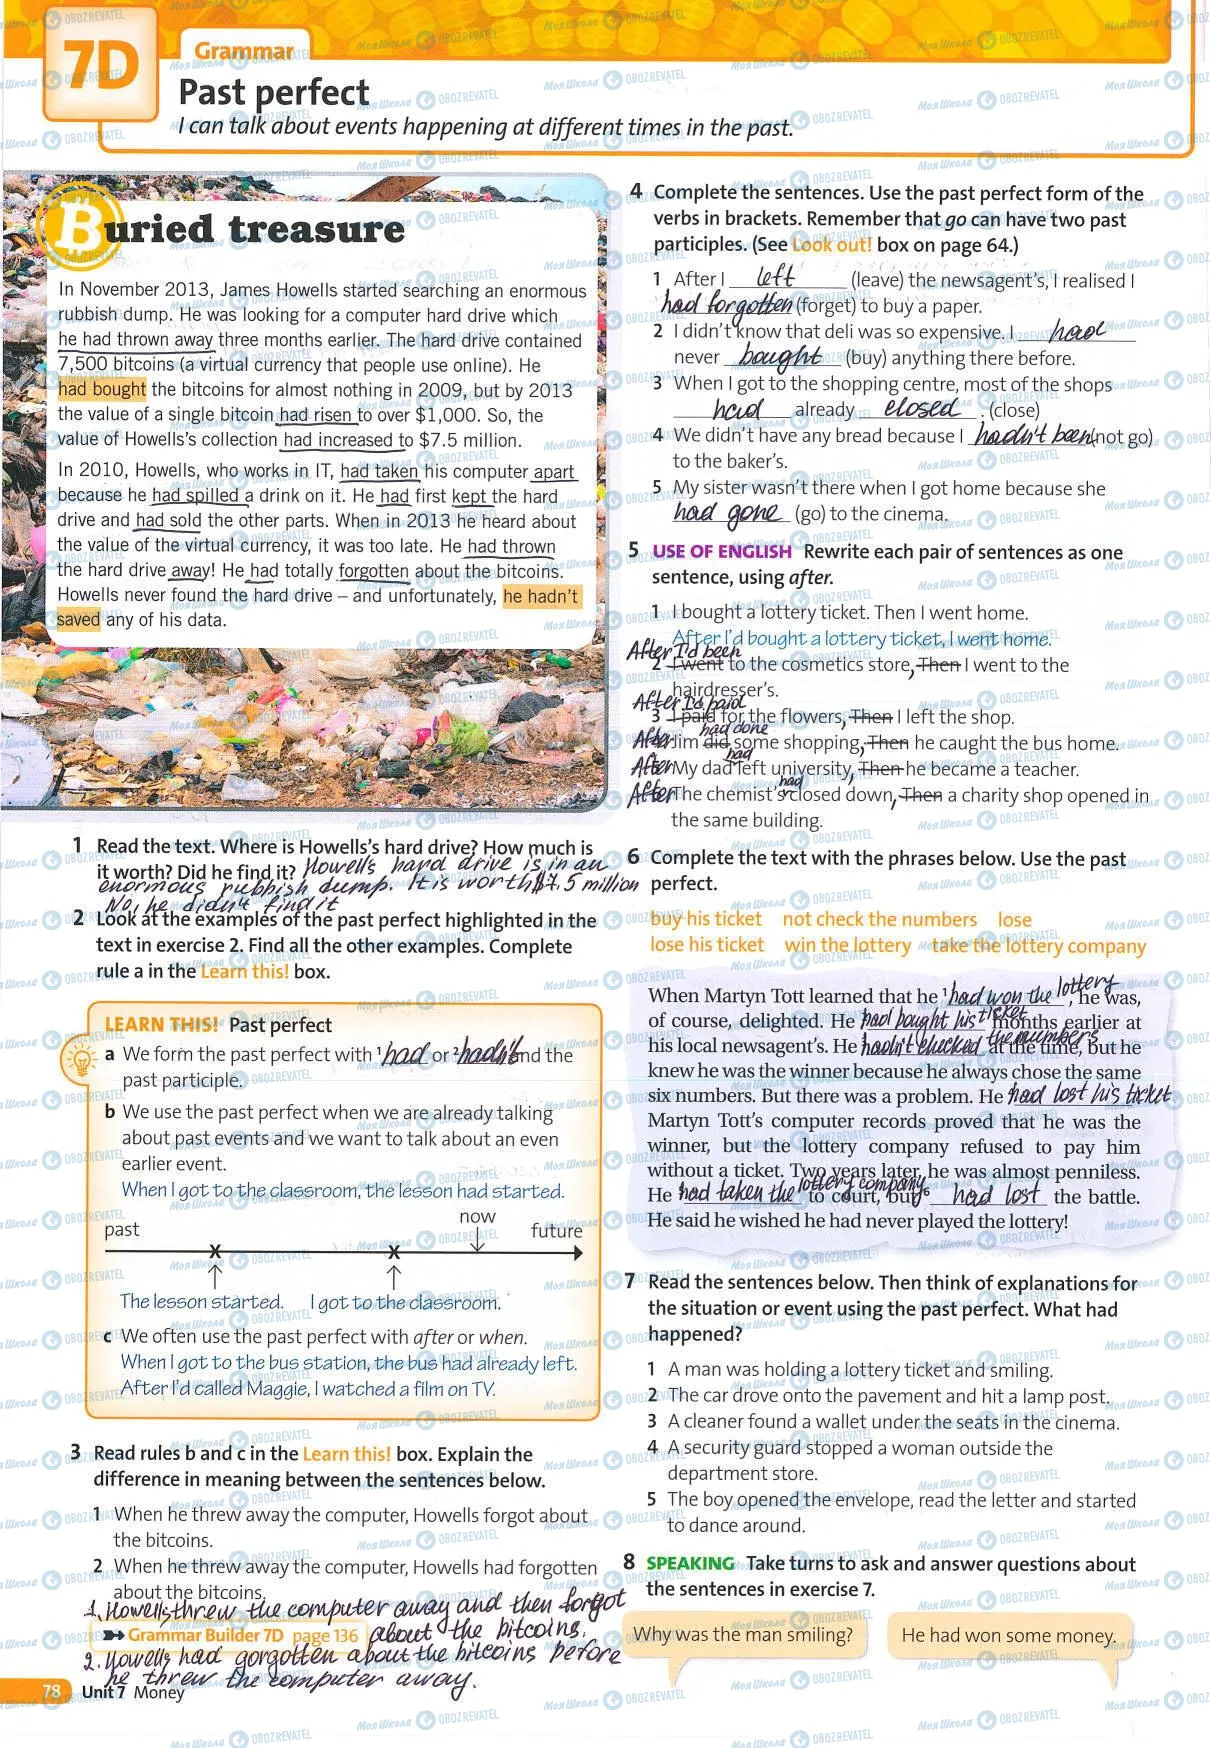 7D
Grammar
Past perfect
I can talk about events happening at different times in the past.
Buried treasure
In November 2013, James Howells started searching an enormous
rubbish dump. He was looking for a computer hard drive which
he had thrown away three months earlier. The hard drive contained
7,500 bitcoins (a virtual currency that people use online). He
had bought the bitcoins for almost nothing in 2009, but by 2013
the value of a single bitcoin had risen to over $1,000. So, the
value of Howells's collection had increased to $7.5 million.
In 2010, Howells, who works in IT, had taken his computer apart
because he had spilled a drink on it. He had first kept the hard
drive and had sold the other parts. When in 2013 he heard about
the value of the virtual currency, it was too late. He had thrown
the hard drive away! He had totally forgotten about the bitcoins.
Howells never found the hard drive – and unfortunately, he hadn't
saved any of his data.
1 Read the text. Where is Howells's hard drive? How much is
it worth? Did he find it? Howells hard drive is in an
enormous rubbish dump. It is worth $7.5 million
No, he didn't find it
2 Look at the examples of the past perfect highlighted in the
text in exercise 2. Find all the other examples. Complete
rule a in the Learn this! box.
LEARN THIS! Past perfect
a We form the past perfect with 1 had or 2 hadn't and the
past participle.
b We use the past perfect when we are already talking
about past events and we want to talk about an even
earlier event.
When I got to the classroom, the lesson had started.
now
past future
X X
The lesson started. I got to the classroom.
c We often use the past perfect with after or when.
When I got to the bus station, the bus had already left.
After I'd called Maggie, I watched a film on TV.
3 Read rules b and c in the Learn this! box. Explain the
difference in meaning between the sentences below.
1 When he threw away the computer, Howells forgot about
the bitcoins.
2 When he threw away the computer, Howells had forgotten
about the bitcoins.
1. Howells threw the computer away and then forgot
Grammar Builder 7D page 136 about the bitcoins.
2. Howells had gorgotten about the bitcoins before
he threw the computer away.
78 Unit 7 Money
4 Complete the sentences. Use the past perfect form of the
verbs in brackets. Remember that go can have two past
participles. (See Look out! box on page 64.)
1 After I left (leave) the newsagent's, I realised I
had forgotten (forget) to buy a paper.
2 I didn't know that deli was so expensive. I had
never bought (buy) anything there before.
3 When I got to the shopping centre, most of the shops
had already closed . (close)
4 We didn't have any bread because I hadn't been (not go)
to the baker's.
5 My sister wasn't there when I got home because she
had gone (go) to the cinema.
5 USE OF ENGLISH Rewrite each pair of sentences as one
sentence, using after.
1 I bought a lottery ticket. Then I went home.
After I'd bought a lottery ticket, I went home.
After I'd been
2 I went to the cosmetics store, Then I went to the
hairdresser's.
After I'd paid
3 I paid for the flowers, Then I left the shop.
had done
After Jim did some shopping, Then he caught the bus home.
had
After My dad left university, Then he became a teacher.
had
After The chemist's closed down, Then a charity shop opened in
the same building.
6 Complete the text with the phrases below. Use the past
perfect.
buy his ticket not check the numbers lose
lose his ticket win the lottery take the lottery company
When Martyn Tott learned that he 1 had won the lottery, he was,
of course, delighted. He had bought his ticket months earlier at
his local newsagent's. He hadn't checked the numbers at the time, but he
knew he was the winner because he always chose the same
six numbers. But there was a problem. He had lost his ticket
Martyn Tott's computer records proved that he was the
winner, but the lottery company refused to pay him
without a ticket. Two years later, he was almost penniless.
He had taken the lottery company to court, but 6 had lost the battle.
He said he wished he had never played the lottery!
7 Read the sentences below. Then think of explanations for
the situation or event using the past perfect. What had
happened?
1 A man was holding a lottery ticket and smiling.
2 The car drove onto the pavement and hit a lamp post.
3 A cleaner found a wallet under the seats in the cinema.
4 A security guard stopped a woman outside the
department store.
5 The boy opened the envelope, read the letter and started
to dance around.
8 SPEAKING Take turns to ask and answer questions about
the sentences in exercise 7.
Why was the man smiling?
He had won some money.
Моя Школа OBOZREVATEL